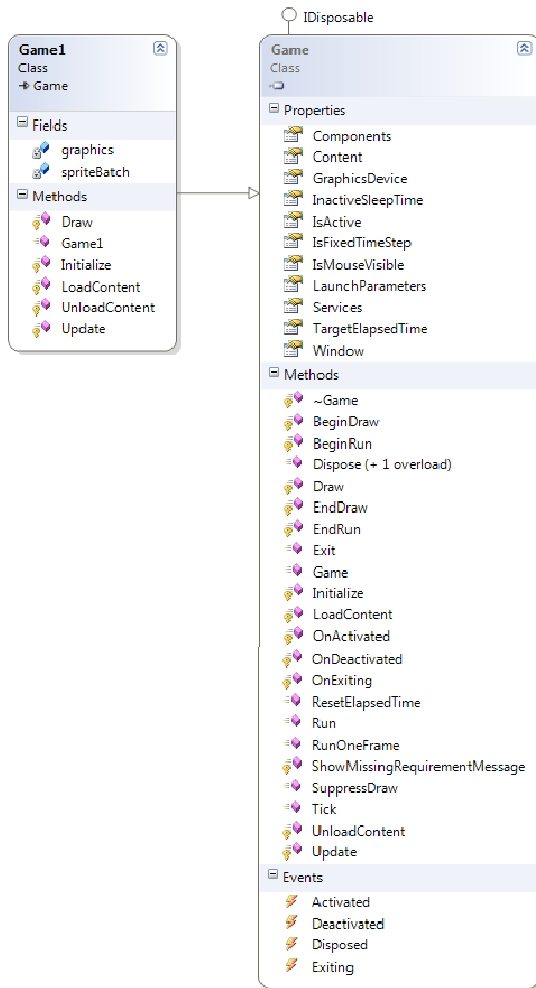 IDisposable
Game1
Class
Game
Fields
graphics
spriteBatch
Methods
Draw
Game1
Initialize
LoadContent
UnloadContent
Update
Game
Class
Properties
Components
Content
GraphicsDevice
InactiveSleepTime
IsActive
IsFixedTimeStep
IsMouseVisible
LaunchParameters
Services
TargetElapsedTime
Window
Methods
~Game
BeginDraw
BeginRun
Dispose (+ 1 overload)
Draw
EndDraw
EndRun
Exit
Game
Initialize
LoadContent
OnActivated
OnDeactivated
OnExiting
ResetElapsedTime
Run
RunOneFrame
ShowMissingRequirementMessage
SuppressDraw
Tick
UnloadContent
Update
Events
Activated
Deactivated
Disposed
Exiting